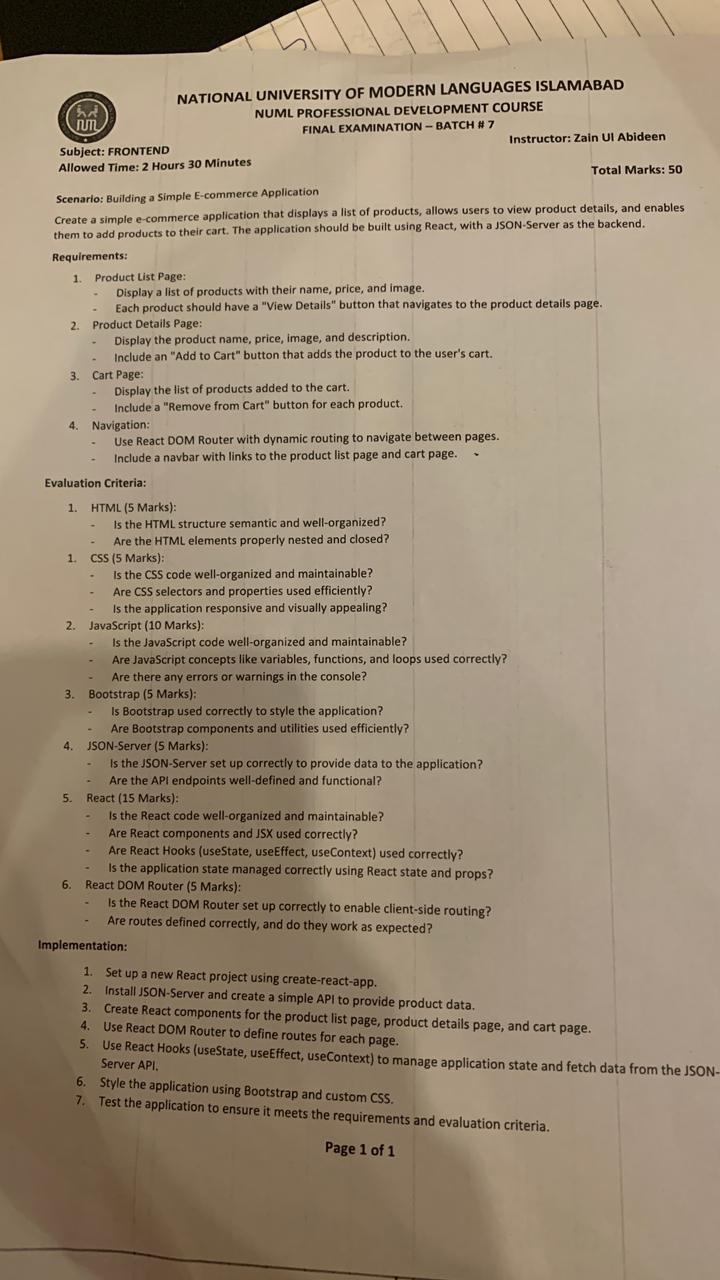 NATIONAL UNIVERSITY OF MODERN LANGUAGES ISLAMABAD
NUML PROFESSIONAL DEVELOPMENT COURSE
FINAL EXAMINATION – BATCH # 7
Instructor: Zain Ul Abideen
Subject: FRONTEND
Allowed Time: 2 Hours 30 Minutes
Total Marks: 50
Scenario: Building a Simple E-commerce Application
Create a simple e-commerce application that displays a list of products, allows users to view product details, and enables
them to add products to their cart. The application should be built using React, with a JSON-Server as the backend.
Requirements:
1. Product List Page:
- Display a list of products with their name, price, and image.
- Each product should have a "View Details" button that navigates to the product details page.
2. Product Details Page:
- Display the product name, price, image, and description.
- Include an "Add to Cart" button that adds the product to the user's cart.
3. Cart Page:
- Display the list of products added to the cart.
- Include a "Remove from Cart" button for each product.
4. Navigation:
- Use React DOM Router with dynamic routing to navigate between pages.
- Include a navbar with links to the product list page and cart page.
Evaluation Criteria:
1. HTML (5 Marks):
- Is the HTML structure semantic and well-organized?
- Are the HTML elements properly nested and closed?
1. CSS (5 Marks):
- Is the CSS code well-organized and maintainable?
- Are CSS selectors and properties used efficiently?
- Is the application responsive and visually appealing?
2. JavaScript (10 Marks):
- Is the JavaScript code well-organized and maintainable?
- Are JavaScript concepts like variables, functions, and loops used correctly?
- Are there any errors or warnings in the console?
3. Bootstrap (5 Marks):
- Is Bootstrap used correctly to style the application?
- Are Bootstrap components and utilities used efficiently?
4. JSON-Server (5 Marks):
- Is the JSON-Server set up correctly to provide data to the application?
- Are the API endpoints well-defined and functional?
5. React (15 Marks):
- Is the React code well-organized and maintainable?
- Are React components and JSX used correctly?
- Are React Hooks (useState, useEffect, useContext) used correctly?
- Is the application state managed correctly using React state and props?
6. React DOM Router (5 Marks):
- Is the React DOM Router set up correctly to enable client-side routing?
- Are routes defined correctly, and do they work as expected?
Implementation:
1. Set up a new React project using create-react-app.
2. Install JSON-Server and create a simple API to provide product data.
3. Create React components for the product list page, product details page, and cart page.
4. Use React DOM Router to define routes for each page.
5. Use React Hooks (useState, useEffect, useContext) to manage application state and fetch data from the JSON-
Server API.
6. Style the application using Bootstrap and custom CSS.
7. Test the application to ensure it meets the requirements and evaluation criteria.
Page 1 of 1